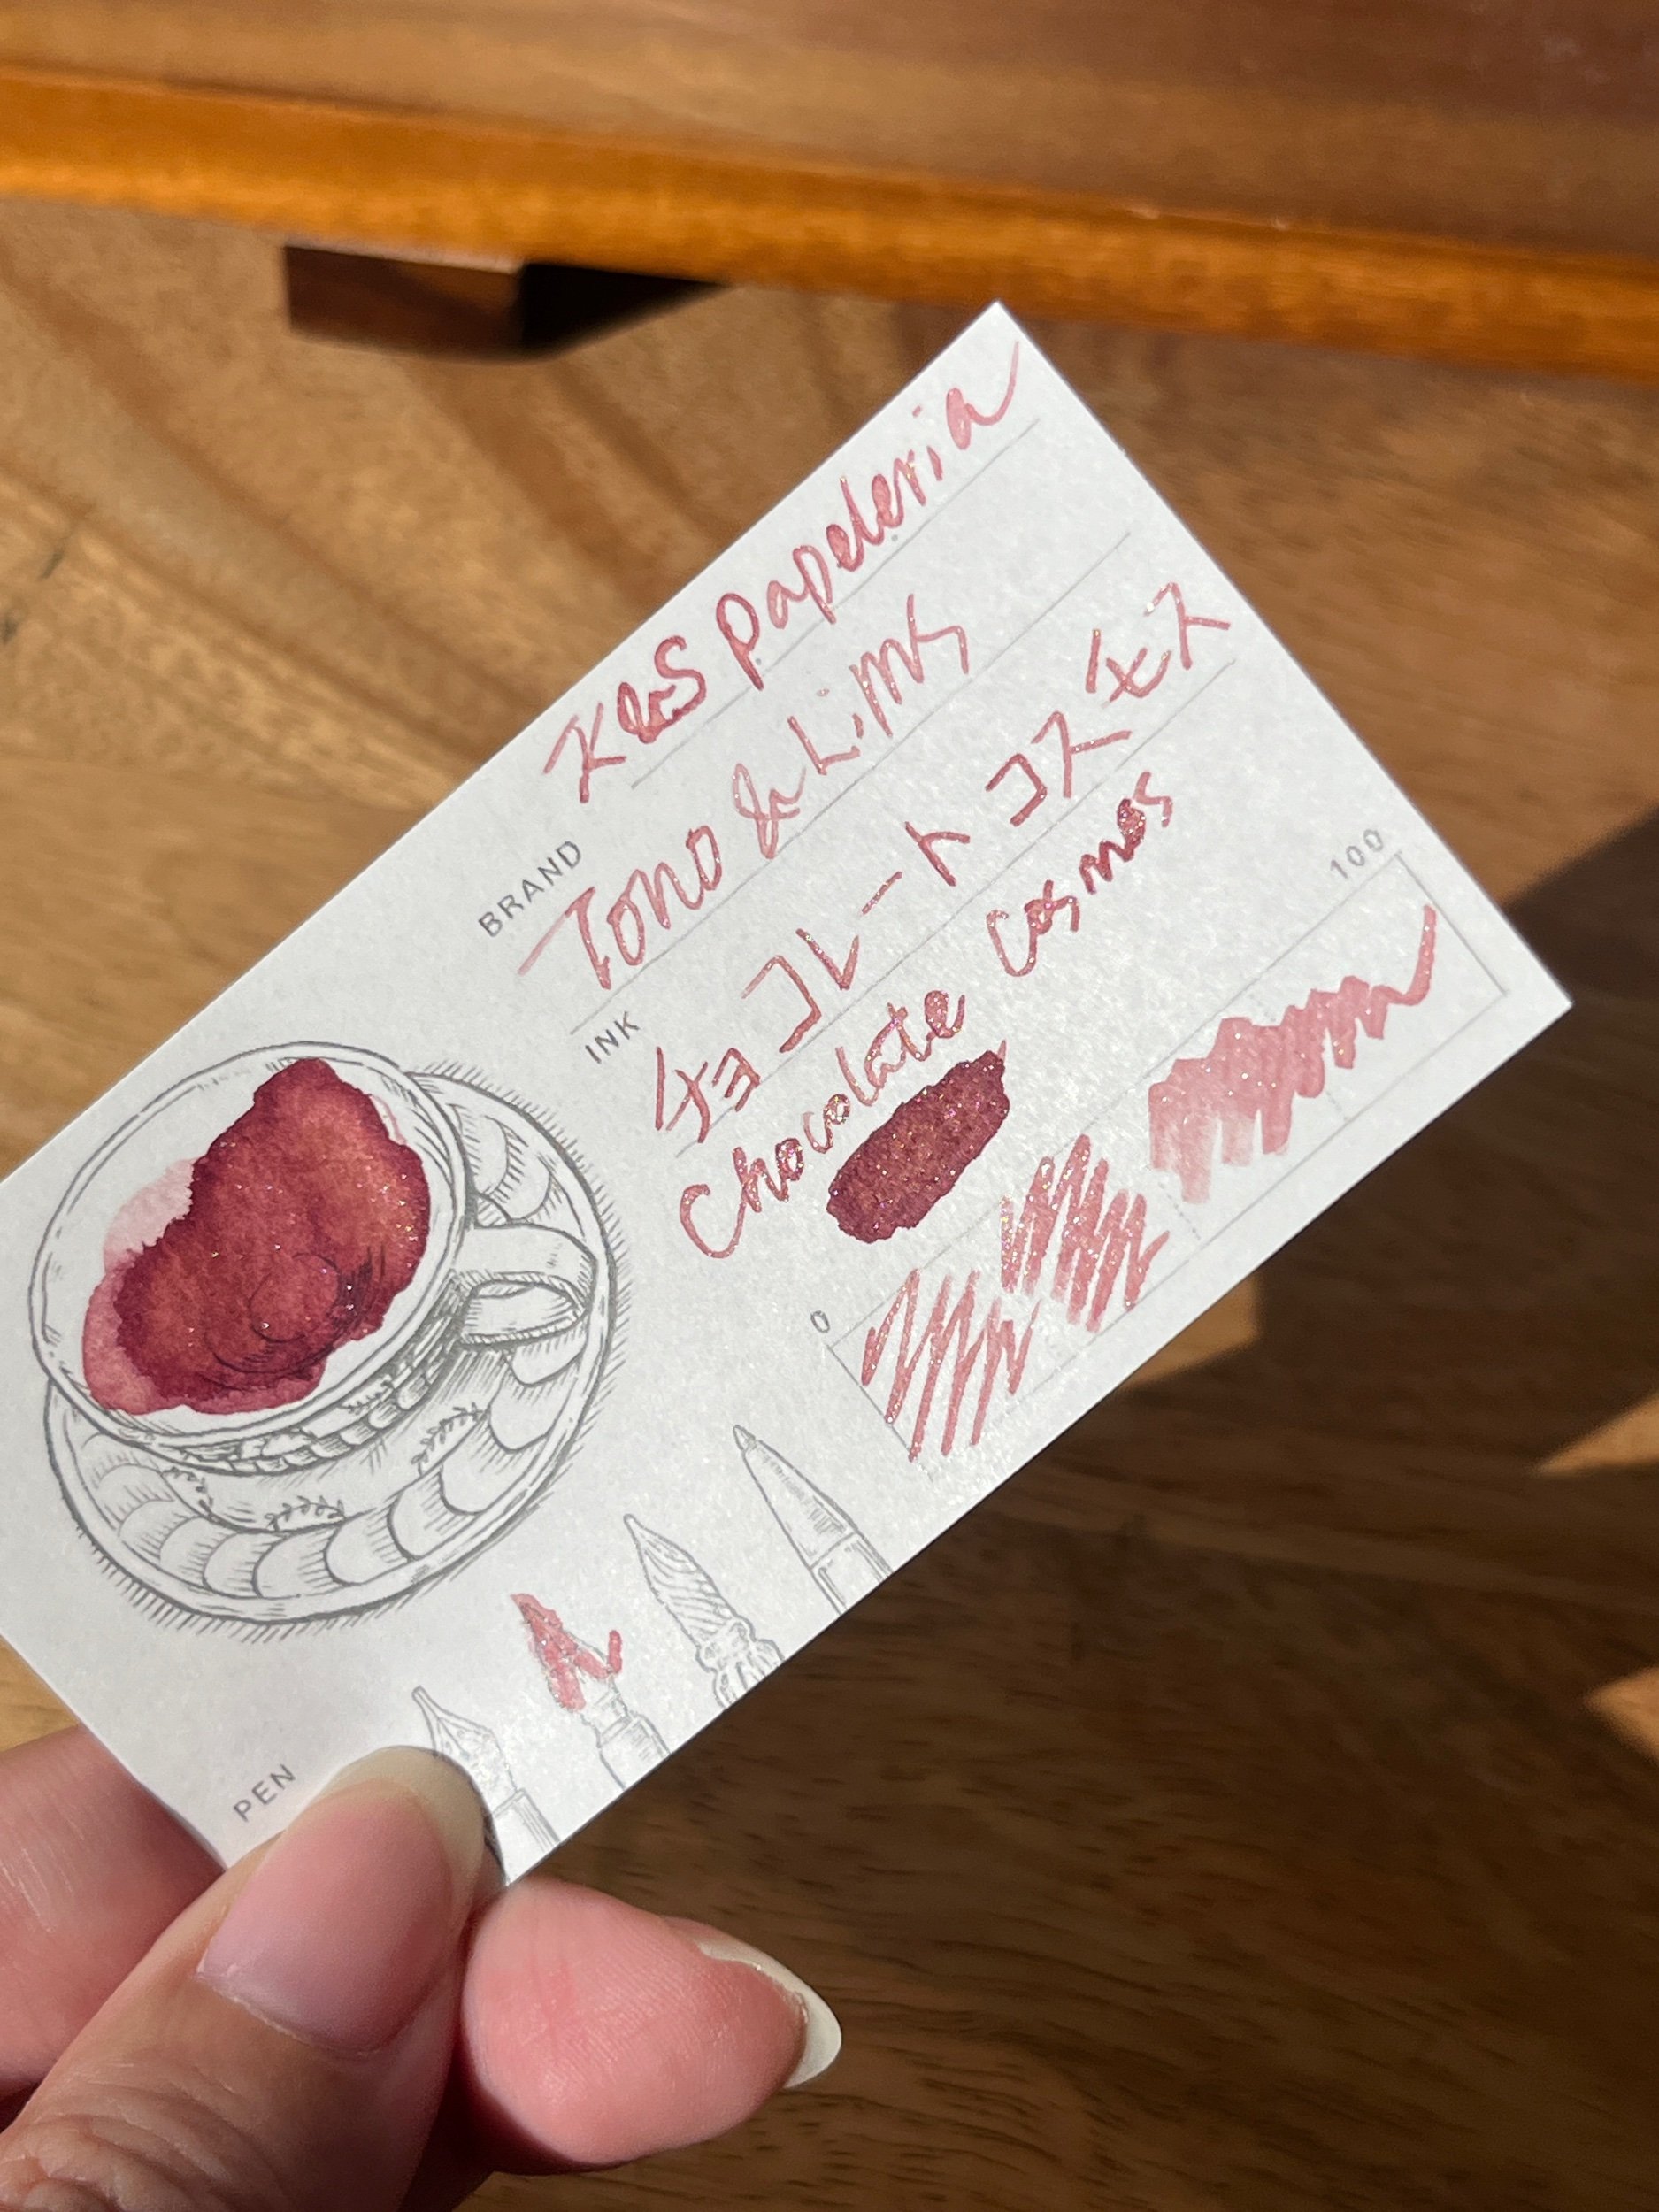 K&S papeleria
BRAND Tono & Lims
INK チョコレートコスモス
Chocolate Cosmos
0 100
PEN